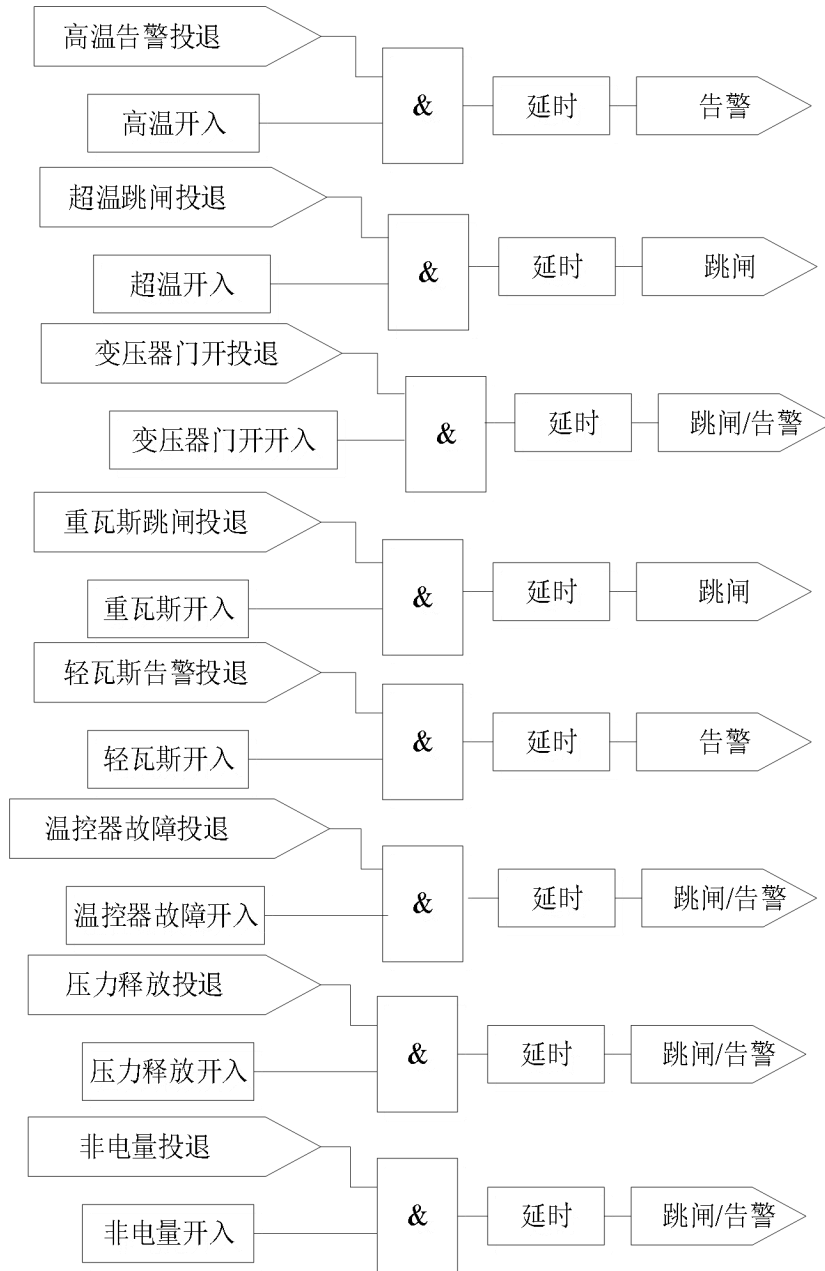 高温告警投退
高温开入
&
延时
告警
超温跳闸投退
超温开入
&
延时
跳闸
变压器门开投退
变压器门开开入
&
延时
跳闸/告警
重瓦斯跳闸投退
重瓦斯开入
&
延时
跳闸
轻瓦斯告警投退
轻瓦斯开入
&
延时
告警
温控器故障投退
温控器故障开入
&
延时
跳闸/告警
压力释放投退
压力释放开入
&
延时
跳闸/告警
非电量投退
非电量开入
&
延时
跳闸/告警